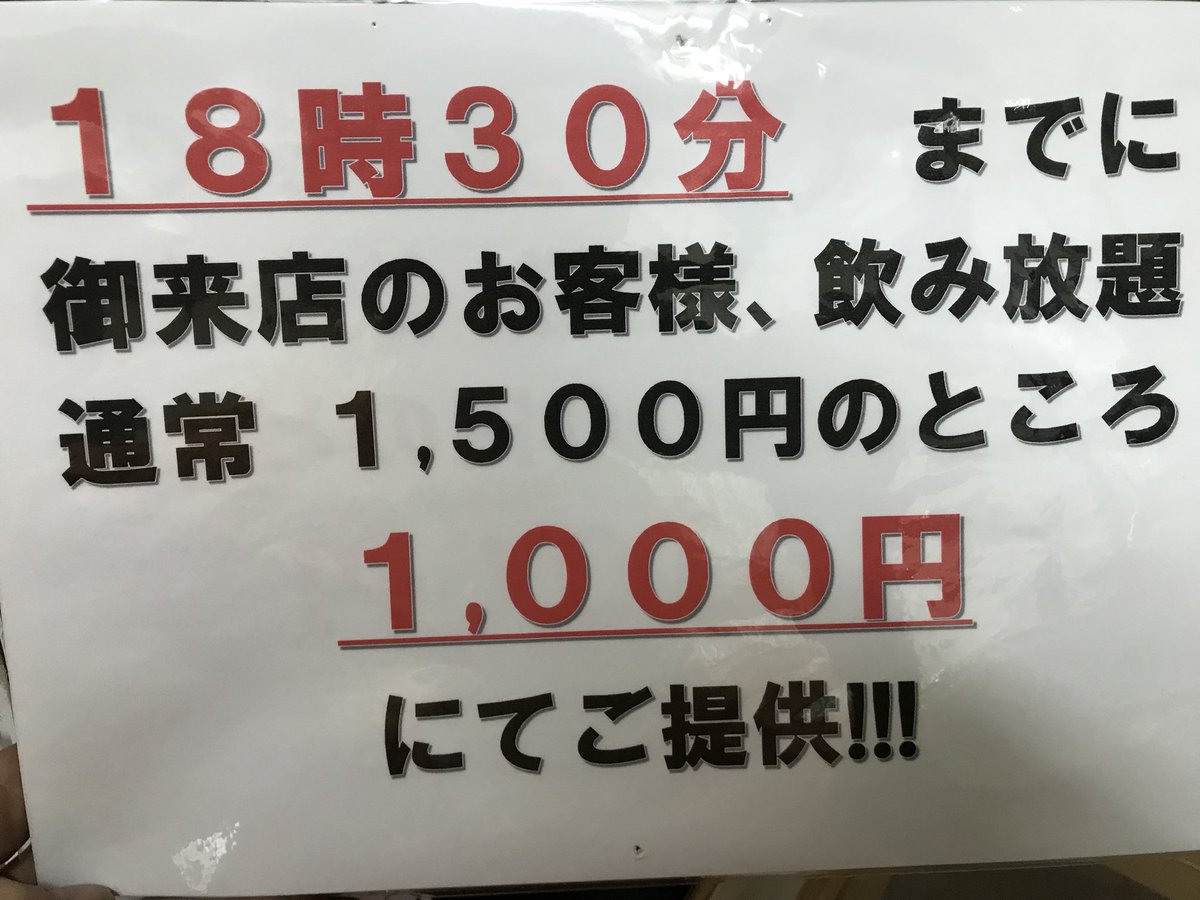 １８時３０分　までに
御来店のお客様、飲み放題
通常　１，５００円のところ
１，０００円
にてご提供!!!